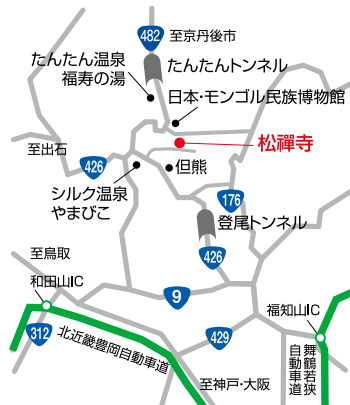 482
至京丹後市
たんたん温泉
福寿の湯
たんたんトンネル
日本・モンゴル民族博物館
松禪寺
至出石
426
但熊
シルク温泉
やまびこ
176
登尾トンネル
426
至鳥取
和田山IC
9
福知山IC
312
北近畿豊岡自動車道
429
舞鶴若狭
自動車道
至神戸・大阪